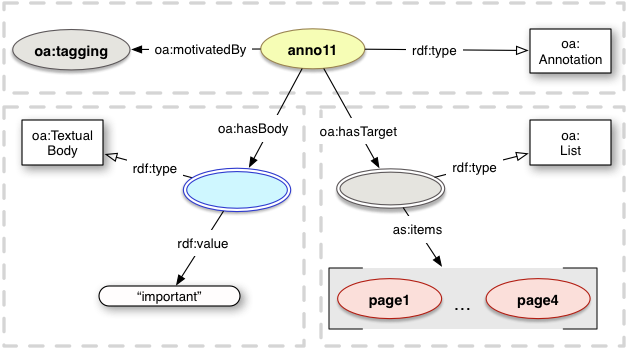 oa:tagging
oa:motivatedBy
anno11
rdf:type
oa:
Annotation
oa:hasBody
oa:hasTarget
oa:Textual
Body
rdf:type
rdf:type
oa:
List
rdf:value
as:items
“important”
page1
...
page4